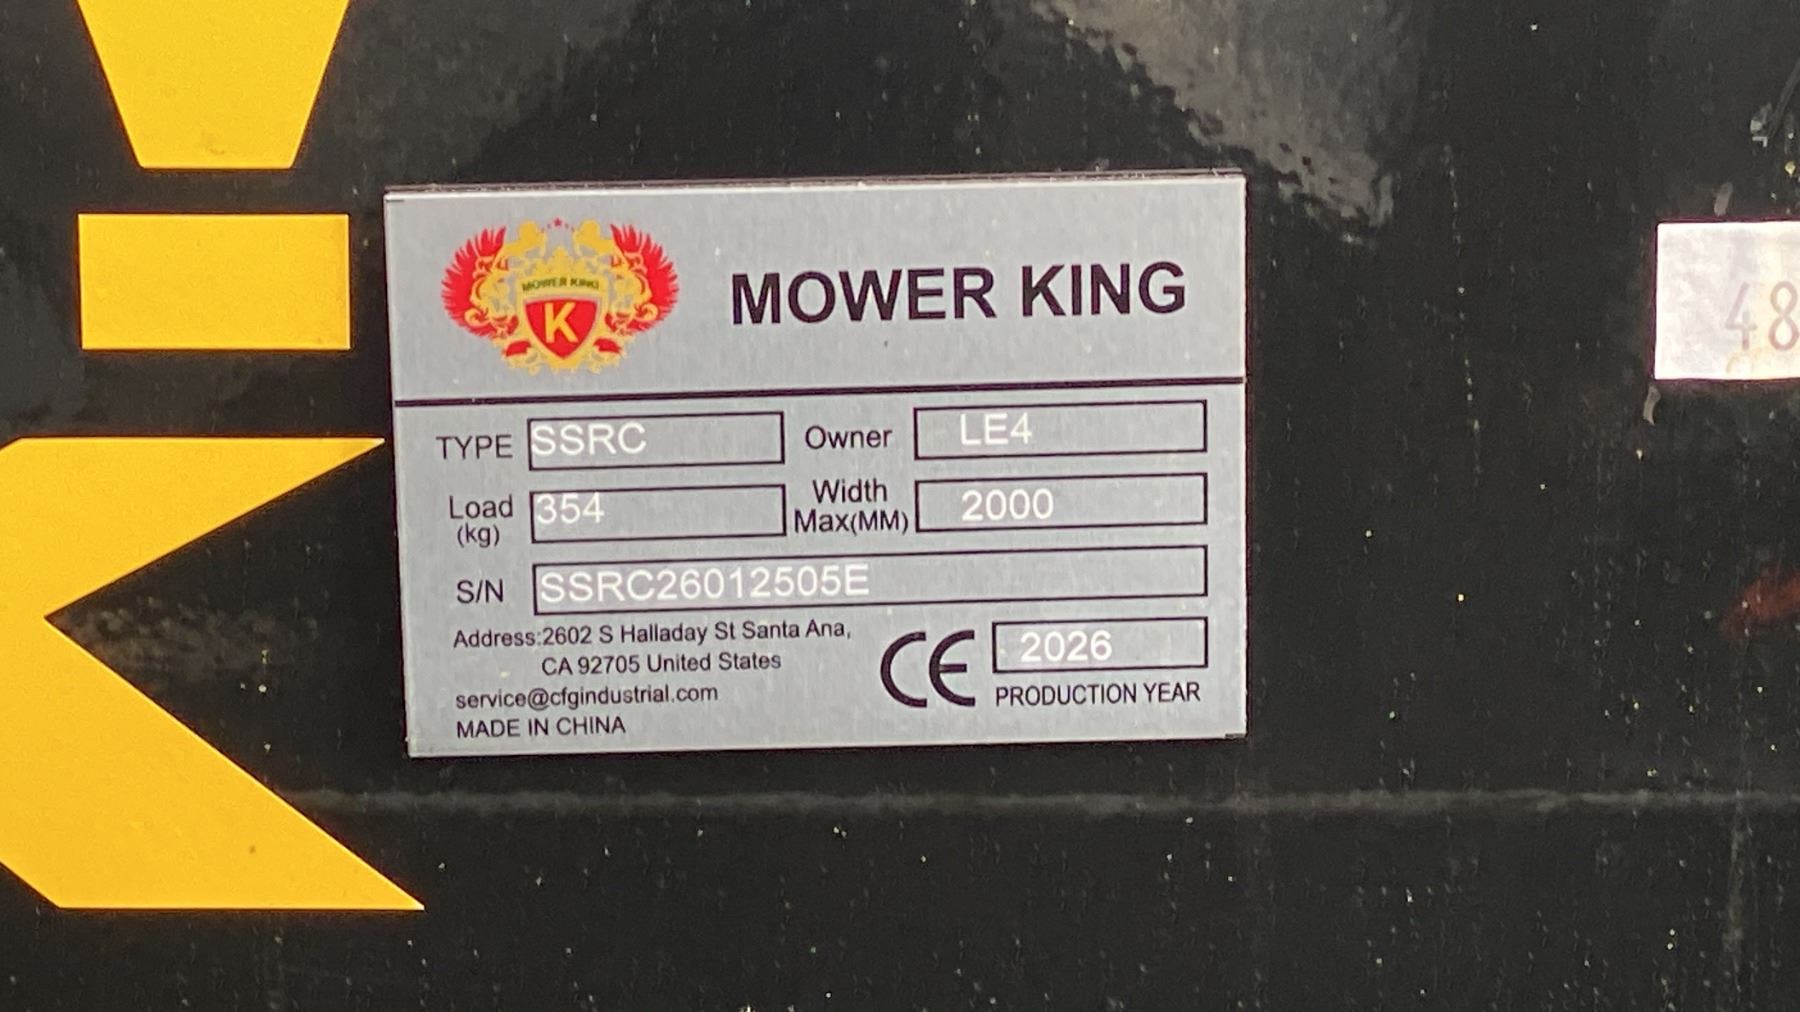 MOWER KING
K
MOWER KING
TYPE SSRC Owner LE4
Load (kg) 354 Width Max(MM) 2000
S/N SSRC26012505E
Address:2602 S Halladay St Santa Ana,
CA 92705 United States
service@cfgindustrial.com
MADE IN CHINA
CE 2026
PRODUCTION YEAR
48